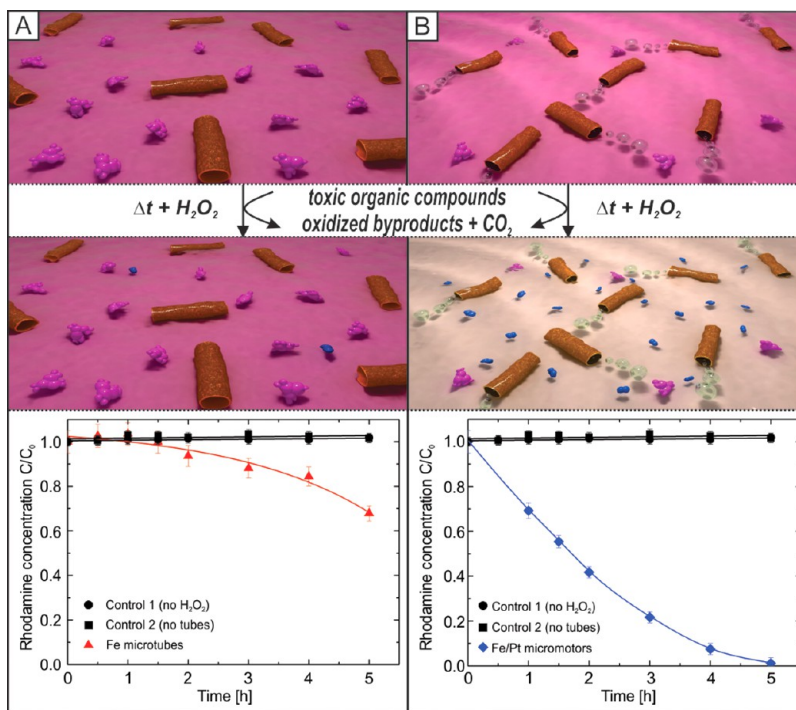 A
B
Δt + H₂O₂
toxic organic compounds
oxidized byproducts + CO₂
Δt + H₂O₂
Rhodamine concentration C/C₀
1.0
0.8
0.6
0.4
0.2
0.0
Control 1 (no H₂O₂)
Control 2 (no tubes)
Fe microtubes
0 1 2 3 4 5
Time [h]
Rhodamine concentration C/C₀
1.0
0.8
0.6
0.4
0.2
0.0
Control 1 (no H₂O₂)
Control 2 (no tubes)
Fe/Pt micromotors
0 1 2 3 4 5
Time [h]